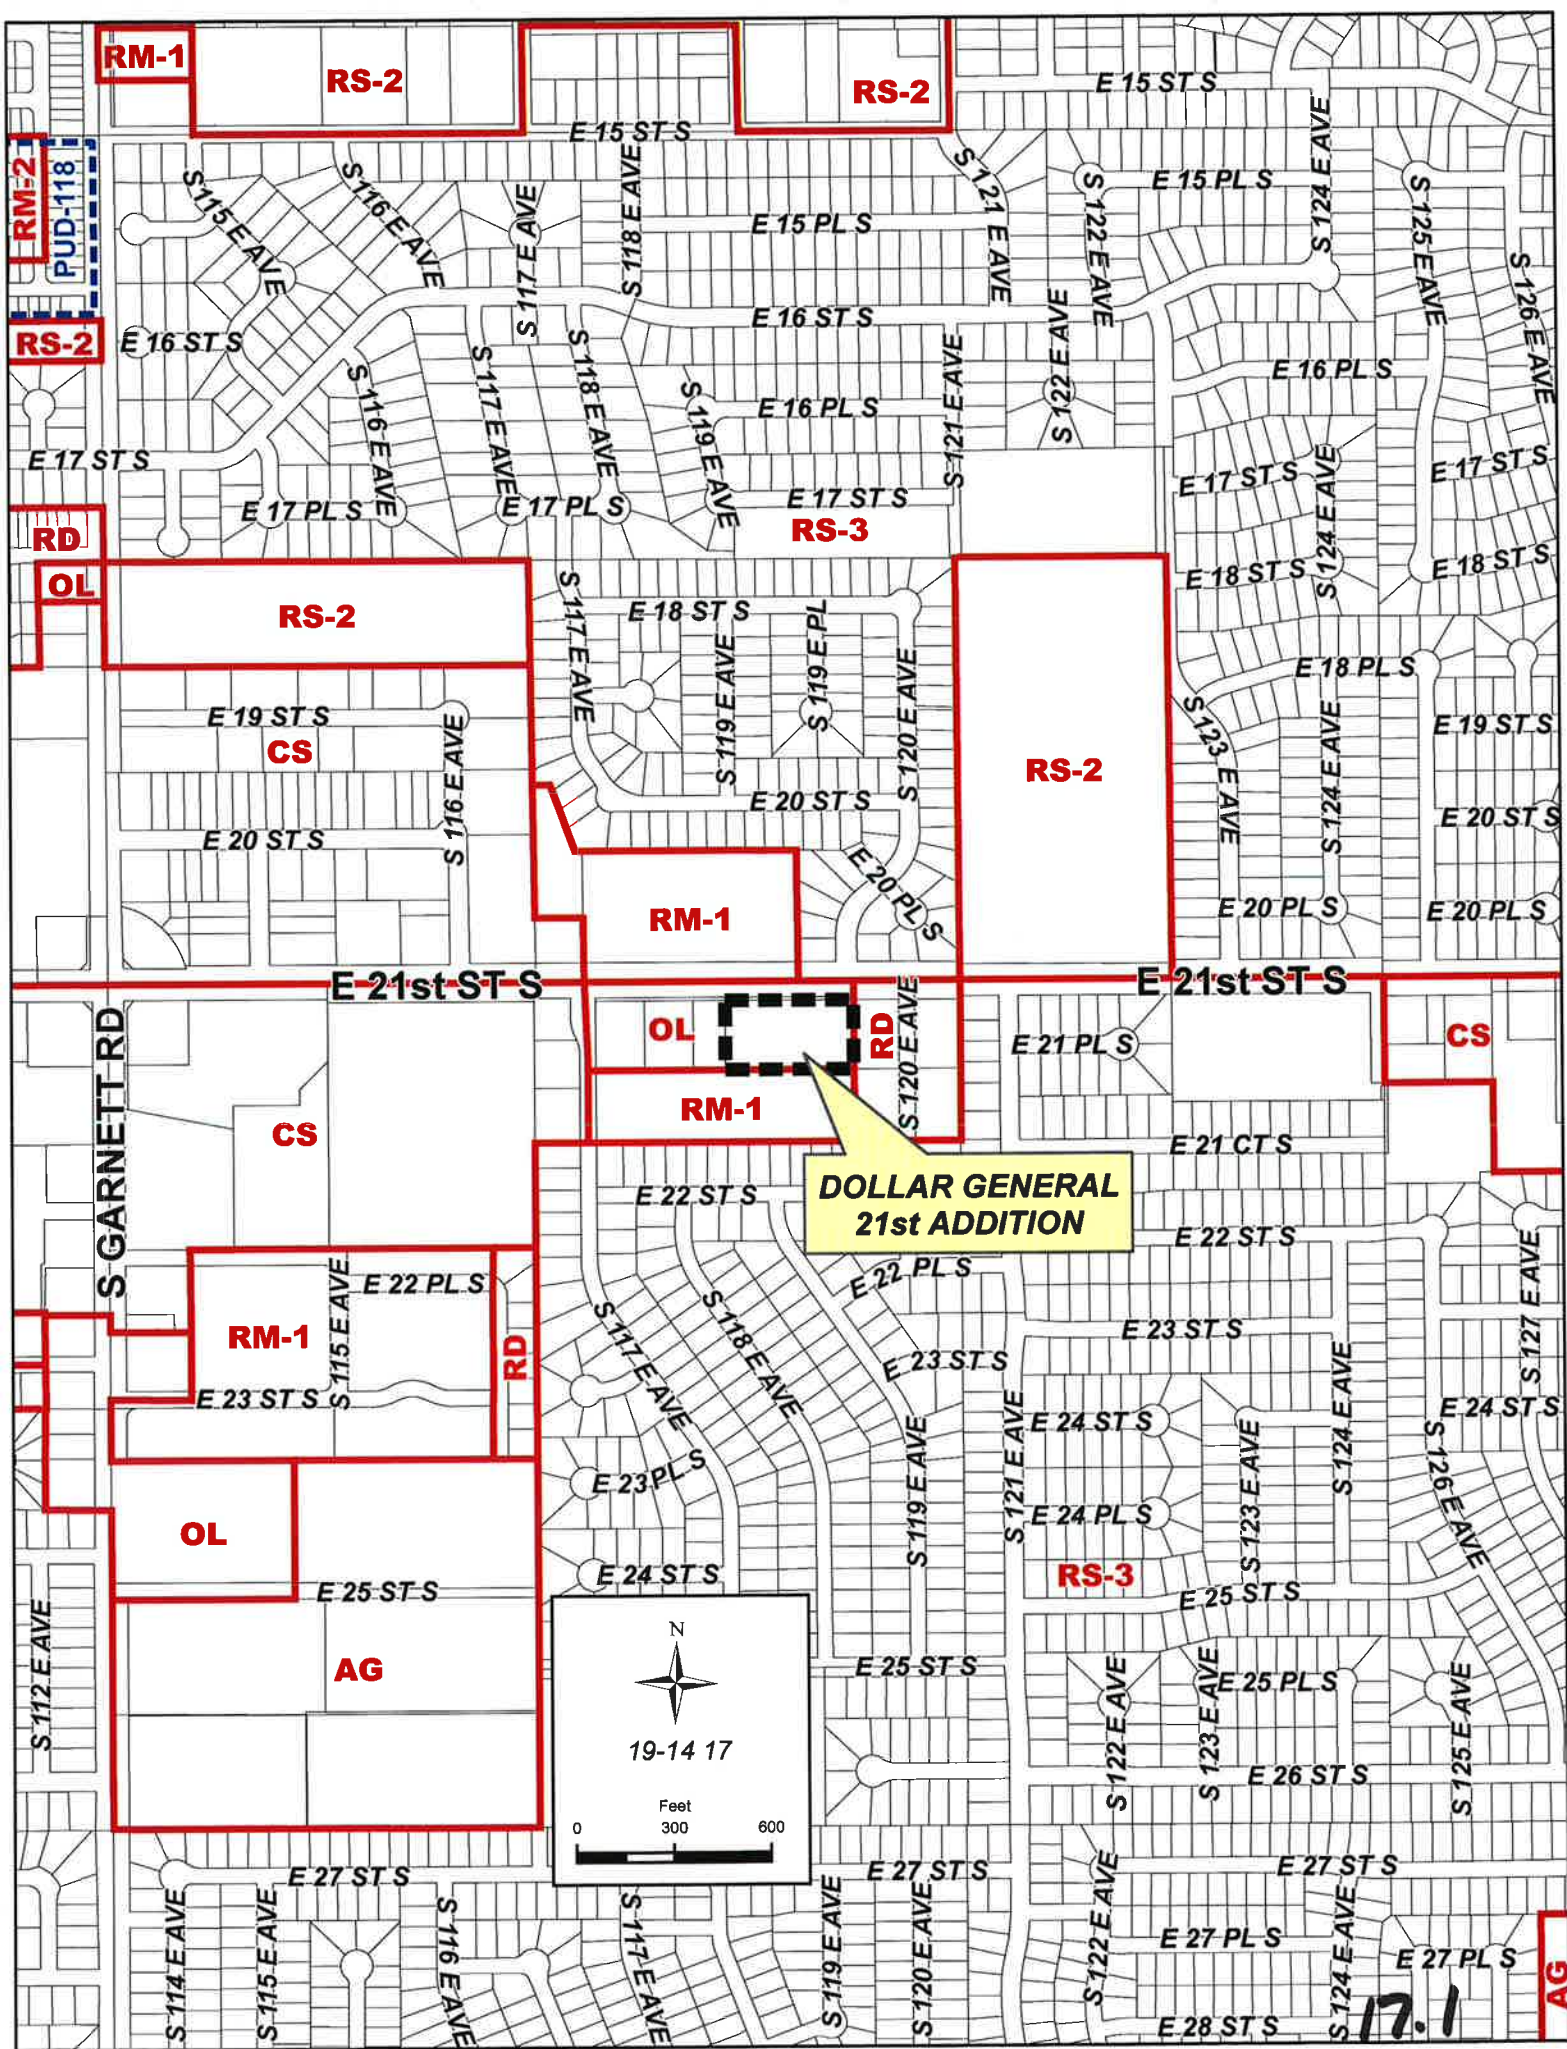 RM-1
RS-2
RS-2
E 15 ST S
E 15 ST S
RM-2
PUD-118
S 115 E AVE
S 116 E AVE
S 117 E AVE
S 118 E AVE
E 15 PL S
S 121 E AVE
S 122 E AVE
E 15 PL S
S 124 E AVE
S 125 E AVE
S 126 E AVE
RS-2
E 16 ST S
E 16 ST S
S 116 E AVE
S 117 E AVE
S 118 E AVE
S 119 E AVE
E 16 PL S
S 121 E AVE
S 122 E AVE
E 16 PL S
E 17 ST S
E 17 PL S
E 17 PL S
E 17 ST S
RS-3
E 17 ST S
S 124 E AVE
E 17 ST S
RD
OL
RS-2
S 117 E AVE
E 18 ST S
S 119 E AVE
S 119 E PL
S 120 E AVE
E 18 ST S
E 18 ST S
E 18 PL S
E 19 ST S
CS
S 116 E AVE
RS-2
S 123 E AVE
S 124 E AVE
E 19 ST S
E 20 ST S
E 20 ST S
E 20 ST S
E 20 PL S
RM-1
E 20 PL S
E 20 PL S
E 21st ST S
E 21st ST S
S GARNETT RD
OL
RD
S 120 E AVE
E 21 PL S
CS
RM-1
CS
E 21 CT S
DOLLAR GENERAL
21st ADDITION
E 22 ST S
E 22 ST S
E 22 PL S
E 22 PL S
S 115 E AVE
RM-1
RD
S 117 E AVE
S 118 E AVE
E 23 ST S
E 23 ST S
E 23 ST S
S 127 E AVE
S 119 E AVE
S 121 E AVE
E 24 ST S
S 123 E AVE
S 124 E AVE
E 24 ST S
S 126 E AVE
E 23 PL S
E 24 PL S
OL
E 24 ST S
RS-3
E 25 ST S
E 25 ST S
S 112 E AVE
AG
N
19-14 17
Feet
0 300 600
E 25 ST S
S 122 E AVE
S 123 E AVE
E 25 PL S
S 125 E AVE
E 26 ST S
E 27 ST S
E 27 ST S
E 27 ST S
S 114 E AVE
S 115 E AVE
S 116 E AVE
S 117 E AVE
S 119 E AVE
S 120 E AVE
S 122 E AVE
E 27 PL S
S 124 E AVE
E 27 PL S
AG
E 28 ST S
17.1